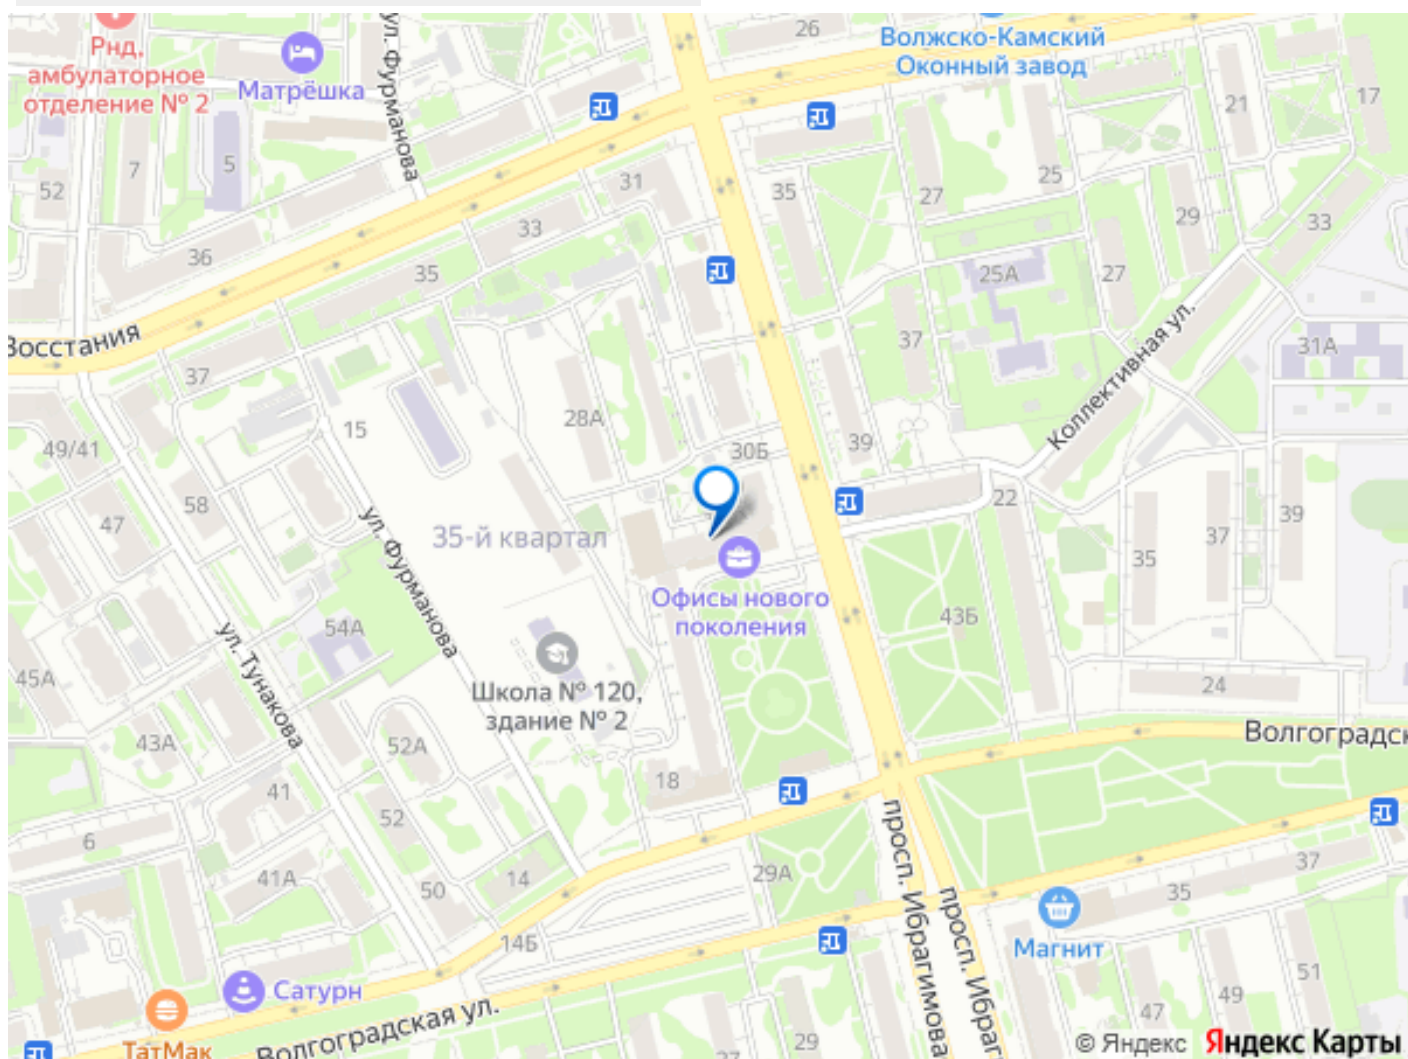 26
Волжско-Камский
Оконный завод
Рнд,
амбулаторное
отделение № 2
Матрёшка
ул. Фурманова
21
17
7
5
52
31
35
25
27
29
33
33
36
35
25А
27
Восстания
37
31А
Коллективная ул.
37
15
28А
30Б
39
49/41
58
47
22
39
37
35
35-й квартал
ул. Фурманова
Офисы нового
поколения
43Б
54А
ул. Тунакова
45А
Школа № 120,
здание № 2
24
Волгоградск
43А
52А
18
41
52
6
просп. Ибрагимова
просп. Ибраг
41А
50
14
29А
37
35
Магнит
14Б
51
Сатурн
49
47
Волгоградская ул.
ТатМак
29
27
© Яндекс Яндекс Карты